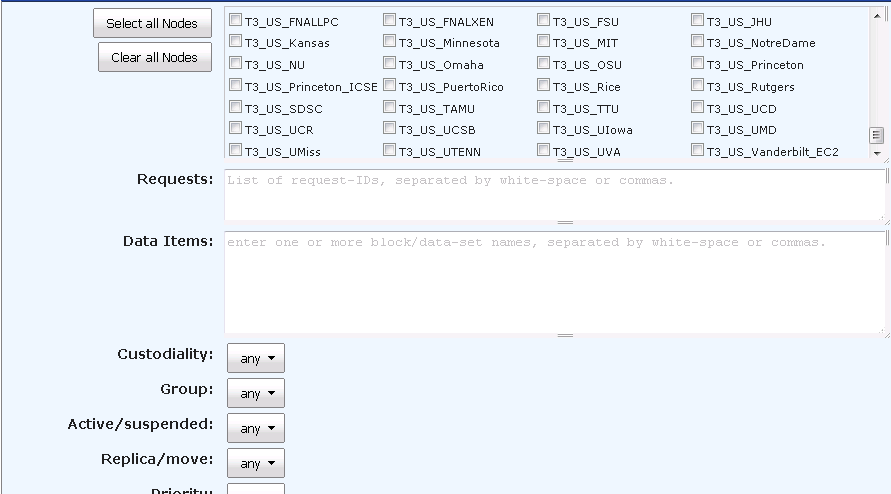 Select all Nodes
Clear all Nodes
T3_US_FNALLPC T3_US_FNALXEN T3_US_FSU T3_US_JHU
T3_US_Kansas T3_US_Minnesota T3_US_MIT T3_US_NotreDame
T3_US_NU T3_US_Omaha T3_US_OSU T3_US_Princeton
T3_US_Princeton_ICSE T3_US_PuertoRico T3_US_Rice T3_US_Rutgers
T3_US_SDSC T3_US_TAMU T3_US_TTU T3_US_UCD
T3_US_UCR T3_US_UCSB T3_US_UIowa T3_US_UMD
T3_US_UMiss T3_US_UTENN T3_US_UVA T3_US_Vanderbilt_EC2
Requests: List of request-IDs, separated by white-space or commas.
Data Items: enter one or more block/data-set names, separated by white-space or commas.
Custodiality: any
Group: any
Active/suspended: any
Replica/move: any
Priority: